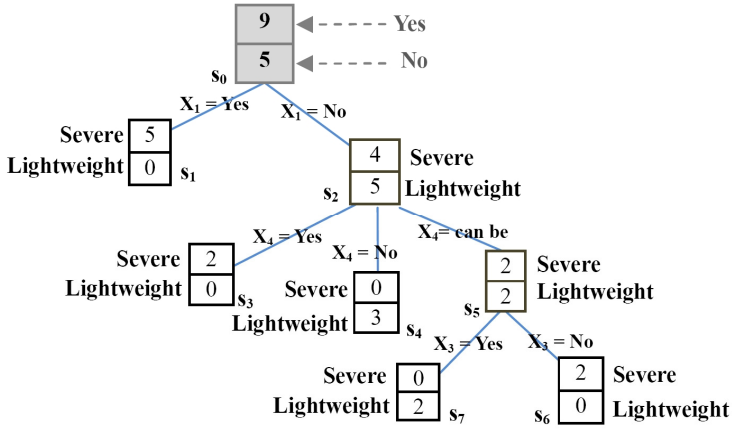 9 Yes
5 No
s0
X1 = Yes X1 = No
Severe 5
Lightweight 0 s1
4 Severe
s2 5 Lightweight
X4 = Yes X4 = No X4= can be
Severe 2
Lightweight 0 s3
Severe 0
Lightweight 3 s4
2 Severe
s5 2 Lightweight
X3 = Yes X3 = No
Severe 0
Lightweight 2 s7
2 Severe
s6 0 Lightweight